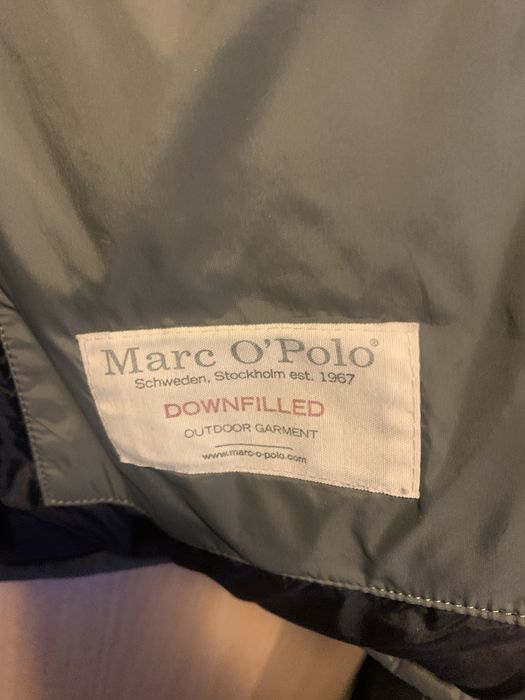 Marc O'Polo®
Schweden, Stockholm est. 1967
DOWNFILLED
OUTDOOR GARMENT
www.marc-o-polo.com